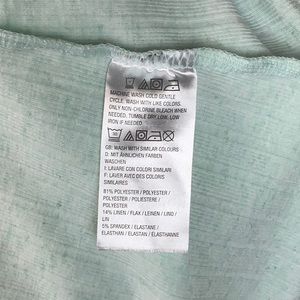 MACHINE WASH COLD GENTLE
CYCLE. WASH WITH LIKE COLORS.
ONLY NON-CHLORINE BLEACH WHEN
NEEDED. TUMBLE DRY LOW. LOW
IRON IF NEEDED.
30
GB: WASH WITH SIMILAR COLOURS
D: MIT ÄHNLICHEN FARBEN
WASCHEN
I: LAVARE CON COLORI SIMILARI
F: LAVER AVEC DES COLORIS
SIMILAIRES
81% POLYESTER / POLYESTER
/ POLYESTER / POLIESTERE /
POLYESTER
14% LINEN / FLAX / LEINEN / LINO /
LIN
5% SPANDEX / ELASTANE /
ELASTHAN / ELASTAN / ELASTHANNE